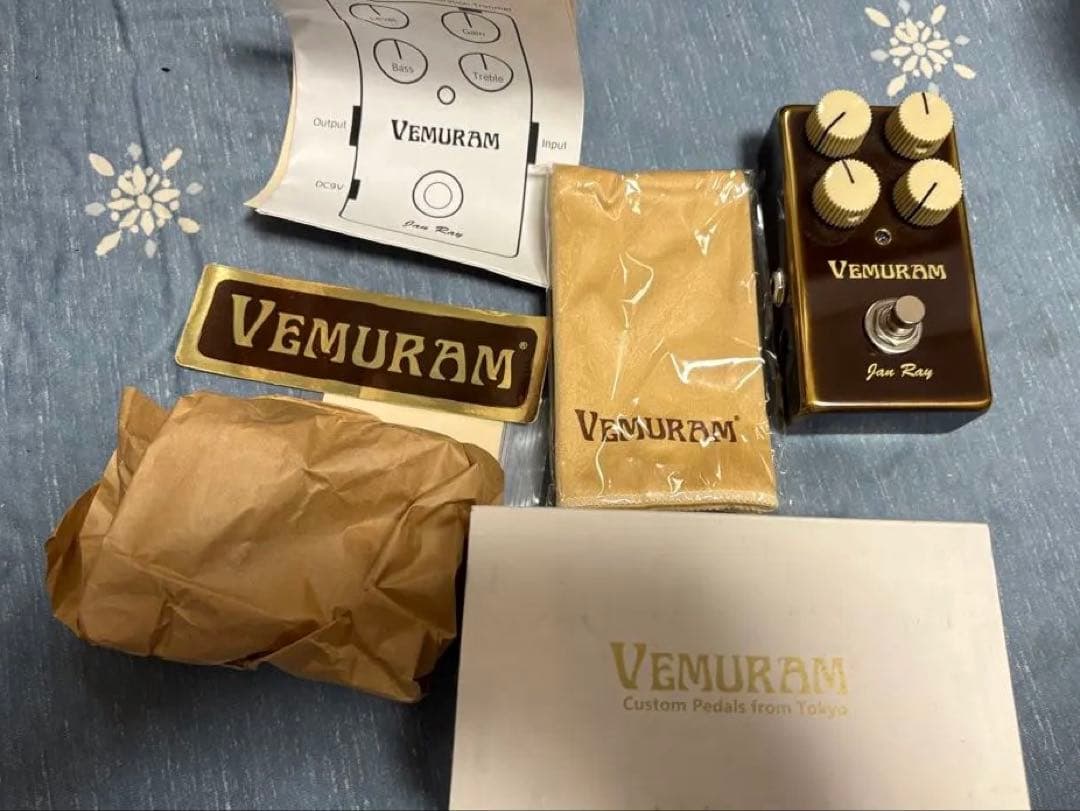 Level
Gain
Bass
Treble
Output
VEMURAM
Input
DC9V
Jan Ray
VEMURAM®
VEMURAM®
VEMURAM
Jan Ray
VEMURAM
Custom Pedals from Tokyo